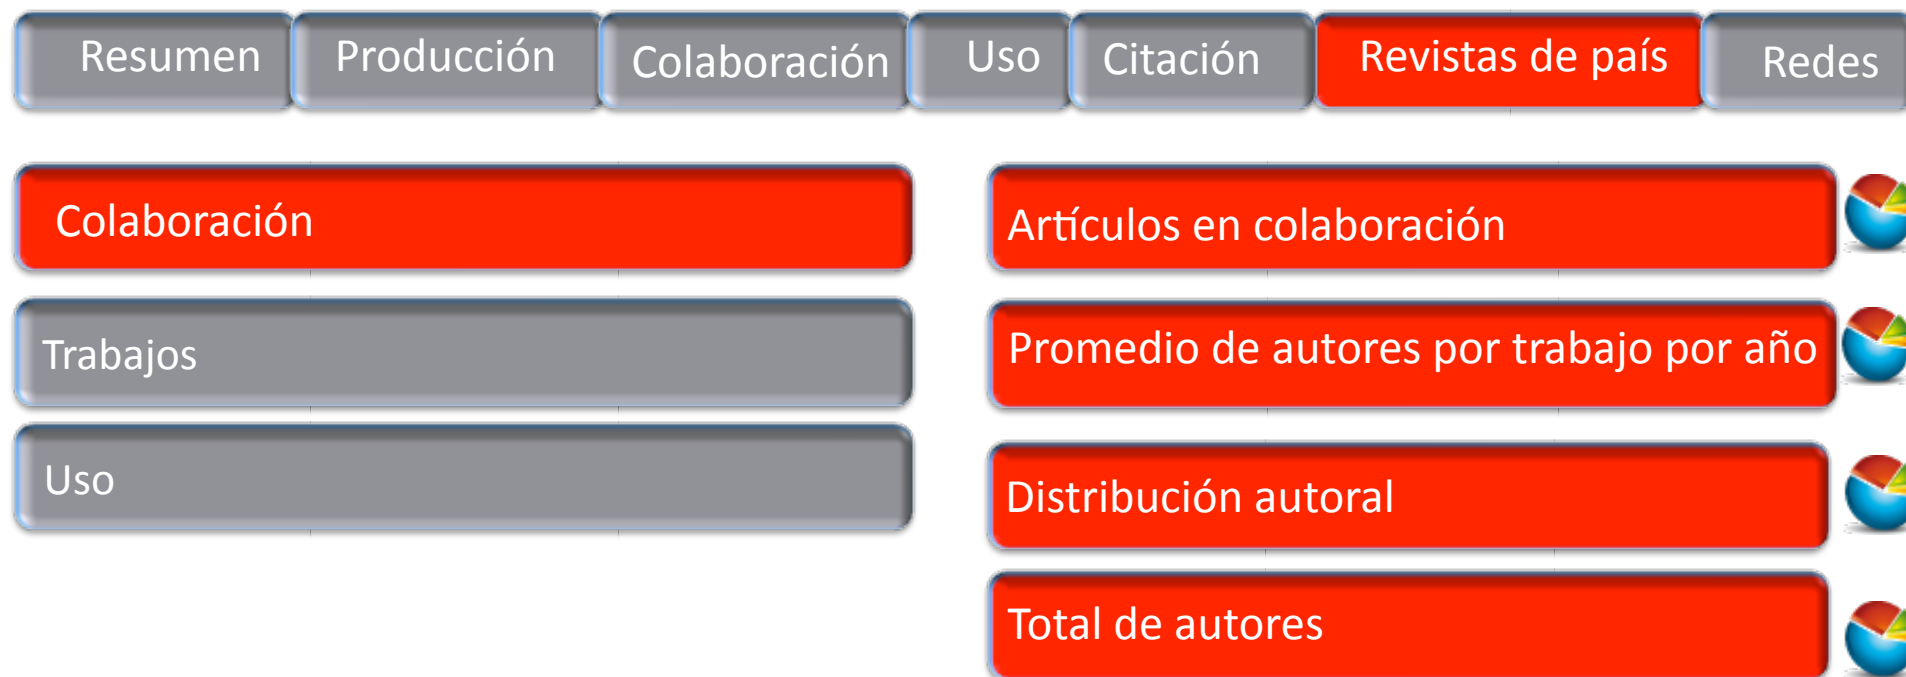 Resumen
Producción
Colaboración
Uso
Citación
Revistas de país
Redes
Colaboración
Trabajos
Uso
Artículos en colaboración
Promedio de autores por trabajo por año
Distribución autoral
Total de autores